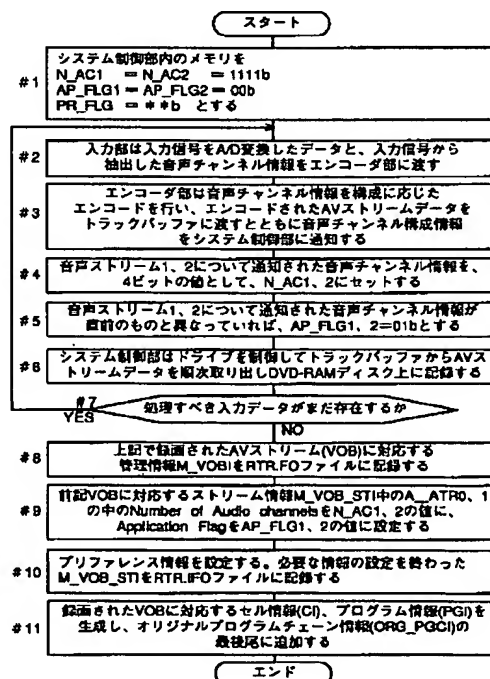 スタート
#1
システム制御部内のメモリを
N_AC1 = N_AC2 = 1111b
AP_FLG1 = AP_FLG2 = 00b
PR_FLG = **b とする
#2
入力部は入力信号をA/D変換したデータと、入力信号から
抽出した音声チャンネル情報をエンコーダ部に渡す
#3
エンコーダ部は音声チャンネル情報を構成に応じた
エンコードを行い、エンコードされたAVストリームデータを
トラックバッファに渡すとともに音声チャンネル構成情報
をシステム制御部に通知する
#4
音声ストリーム1、2について通知された音声チャンネル情報を、
4ビットの値として、N_AC1、2にセットする
#5
音声ストリーム1、2について通知された音声チャンネル情報が
直前のものと異なっていれば、AP_FLG1、2=01bとする
#6
システム制御部はドライブを制御してトラックバッファからAVス
トリームデータを順次取り出しDVD-RAMディスク上に記録する
#7
処理すべき入力データがまだ存在するか
YES
NO
#8
上記で録画されたAVストリーム(VOB)に対応する
管理情報M_VOBIをRTR.IFOファイルに記録する
#9
前記VOBに対応するストリーム情報M_VOB_STI中のA_ATR0、1
の中のNumber of Audio channelsをN_AC1、2の値に、
Application FlagをAP_FLG1、2の値に設定する
#10
プリファレンス情報を設定する。必要な情報の設定を終わった
M_VOB_STIをRTR.IFOファイルに記録する
#11
録画されたVOBに対応するセル情報(CI)、プログラム情報(PGI)を
生成し、オリジナルプログラムチェーン情報(ORG_PGCI)の
最後尾に追加する
エンド